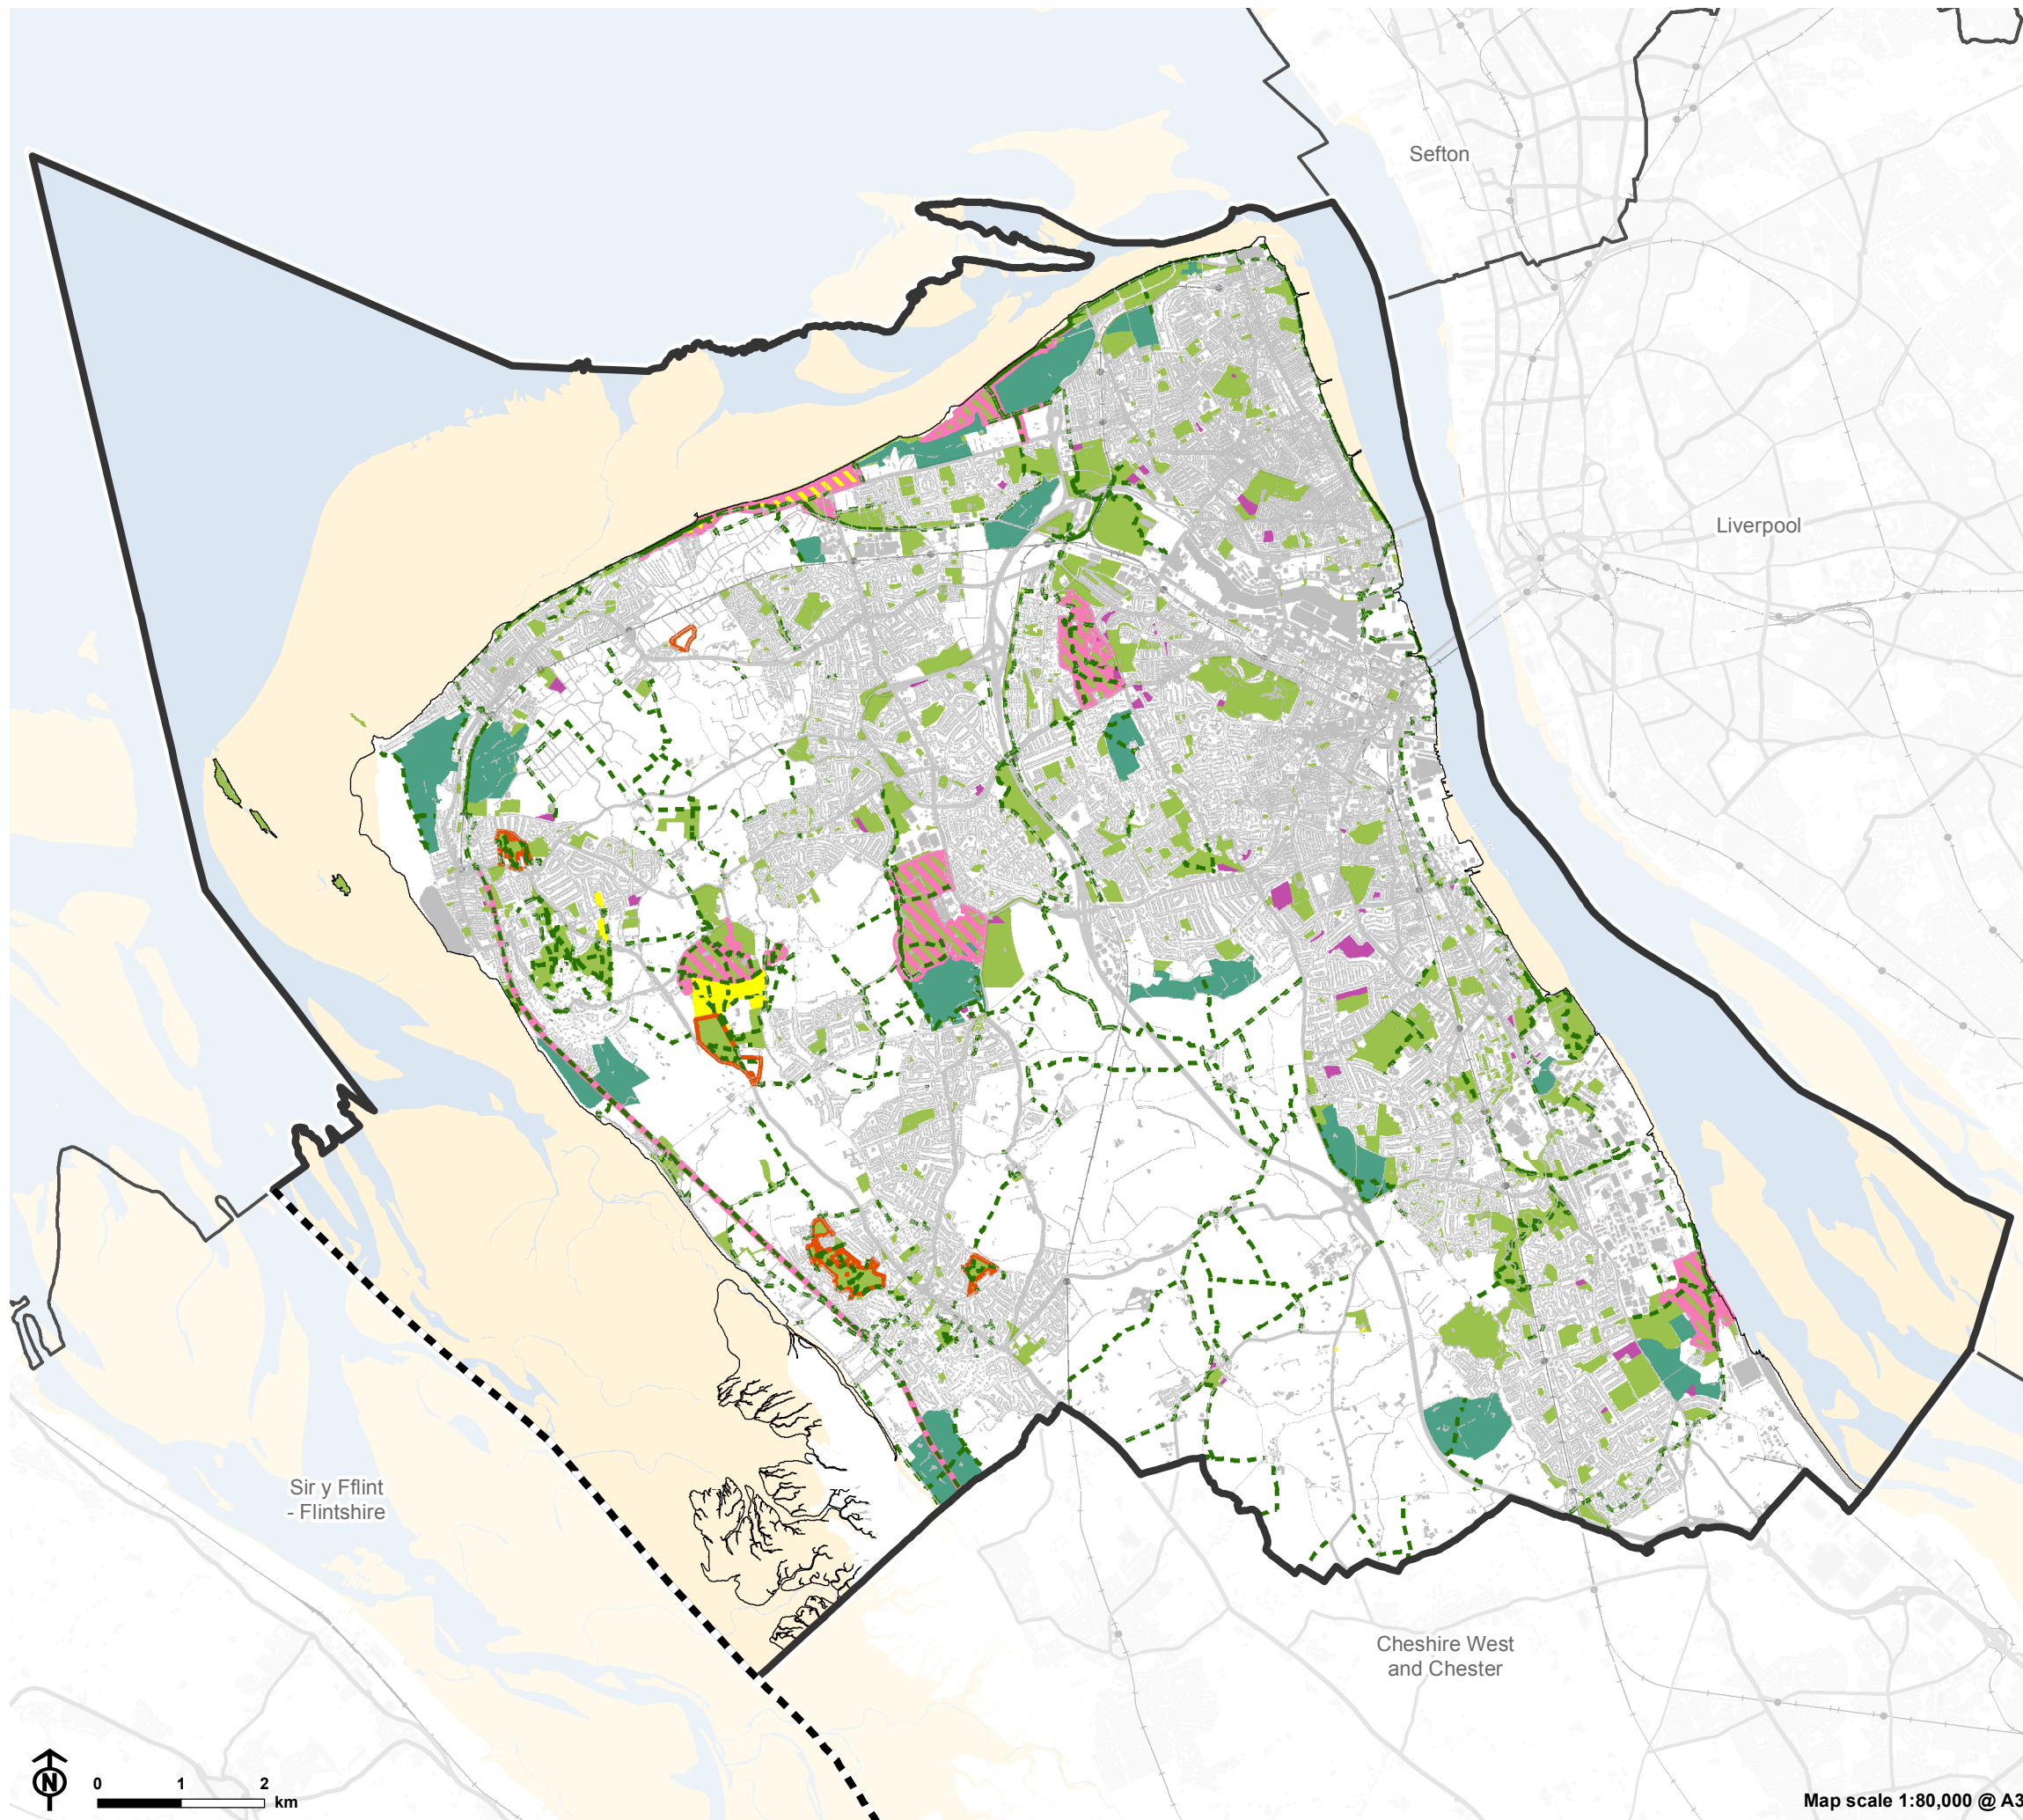 Sefton
Liverpool
Sir y Fflint
- Flintshire
Cheshire West
and Chester
N
0 1 2
km
Map scale 1:80,000 @ A3